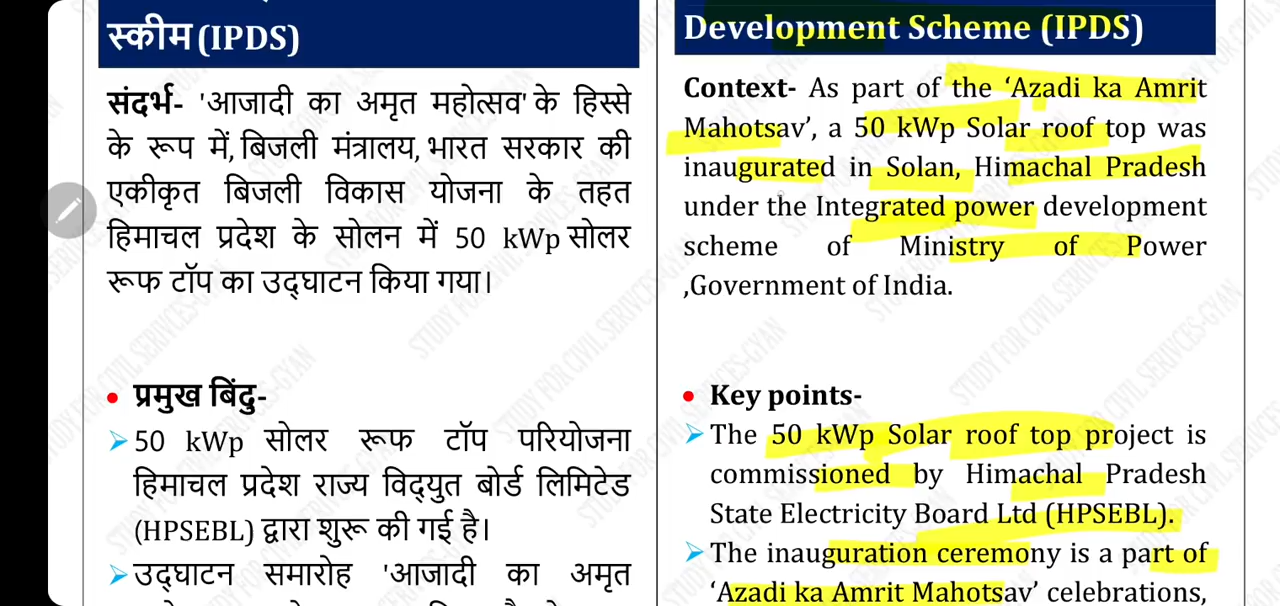 स्कीम (IPDS)
संदर्भ- 'आजादी का अमृत महोत्सव' के हिस्से
के रूप में, बिजली मंत्रालय, भारत सरकार की
एकीकृत बिजली विकास योजना के तहत
हिमाचल प्रदेश के सोलन में 50 kWp सोलर
रूफ टॉप का उद्घाटन किया गया।
प्रमुख बिंदु-
50 kWp सोलर रूफ टॉप परियोजना
हिमाचल प्रदेश राज्य विद्युत बोर्ड लिमिटेड
(HPSEBL) द्वारा शुरू की गई है।
उद्घाटन समारोह 'आजादी का अमृत
Development Scheme (IPDS)
Context- As part of the ‘Azadi ka Amrit
Mahotsav’, a 50 kWp Solar roof top was
inaugurated in Solan, Himachal Pradesh
under the Integrated power development
scheme of Ministry of Power
,Government of India.
Key points-
The 50 kWp Solar roof top project is
commissioned by Himachal Pradesh
State Electricity Board Ltd (HPSEBL).
The inauguration ceremony is a part of
‘Azadi ka Amrit Mahotsav’ celebrations,